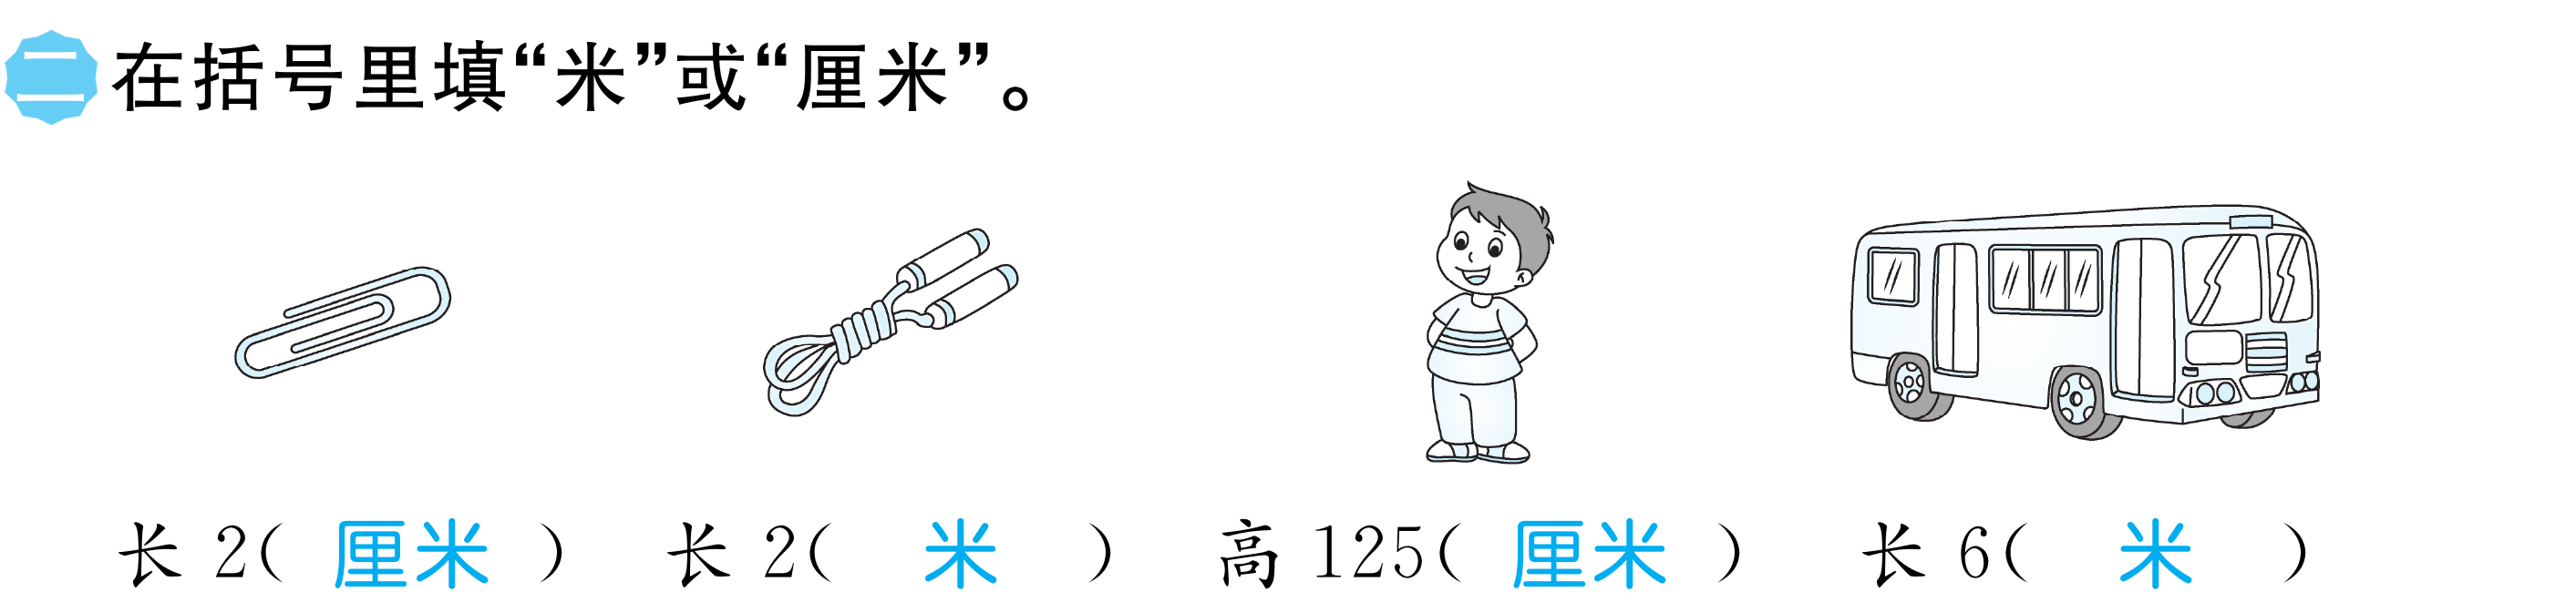 二 在括号里填“米”或“厘米”。
长 2( 厘米 ) 长 2( 米 ) 高 125( 厘米 ) 长 6( 米 )